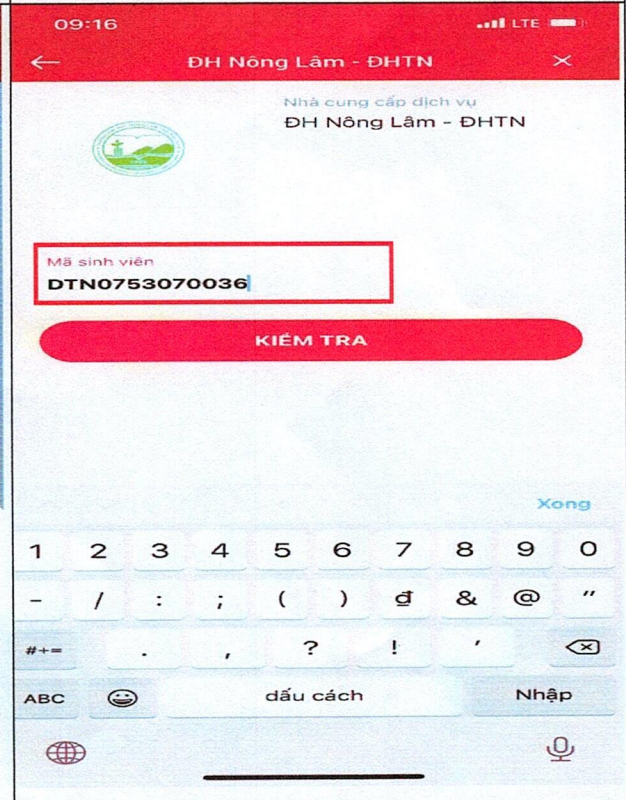 09:16 LTE
ĐH Nông Lâm - ĐHTN
Nhà cung cấp dịch vụ
ĐH Nông Lâm - ĐHTN
Mã sinh viên
DTN0753070036
KIỂM TRA
Xong
1 2 3 4 5 6 7 8 9 0
- / : ; ( ) đ & @ "
#+= . , ? ! '
ABC dấu cách Nhập